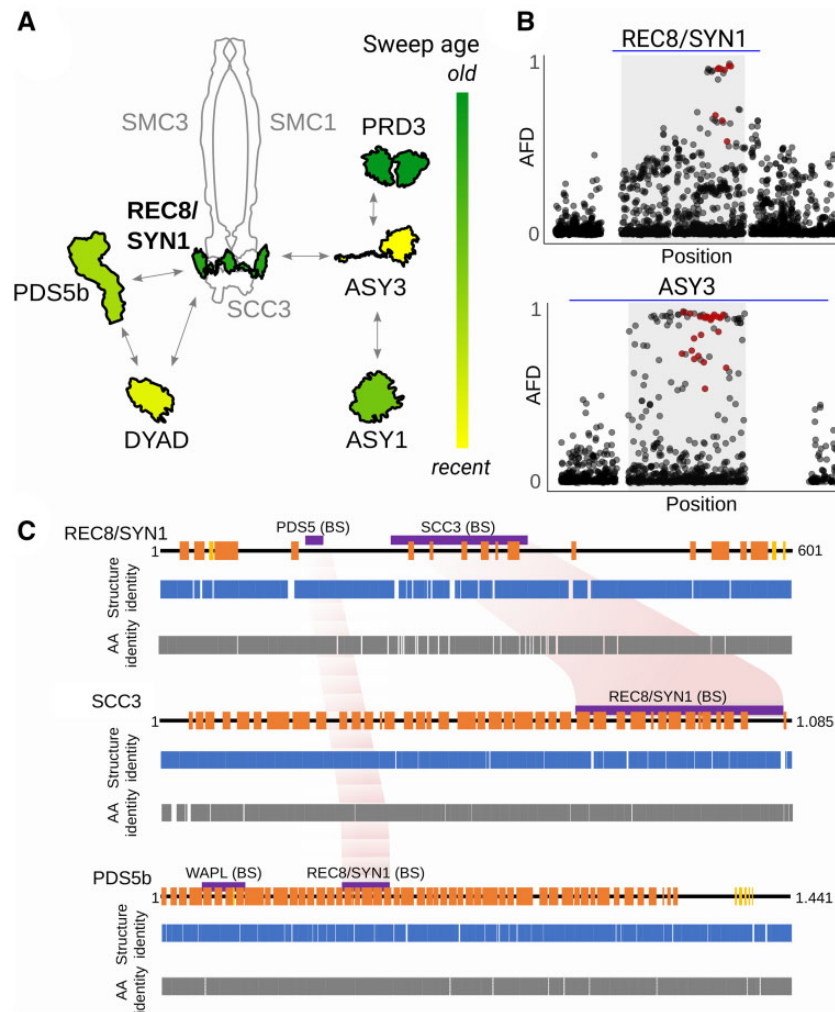 A
Sweep age
old
SMC3
SMC1
PRD3
REC8/
SYN1
PDS5b
SCC3
ASY3
DYAD
ASY1
recent
B
REC8/SYN1
1
AFD
0
Position
ASY3
1
AFD
0
Position
C
REC8/SYN1
PDS5 (BS)
SCC3 (BS)
1
601
Structure
identity
AA
identity
SCC3
REC8/SYN1 (BS)
1
1.085
Structure
identity
AA
identity
PDS5b
WAPL (BS)
REC8/SYN1 (BS)
1
1.441
Structure
identity
AA
identity